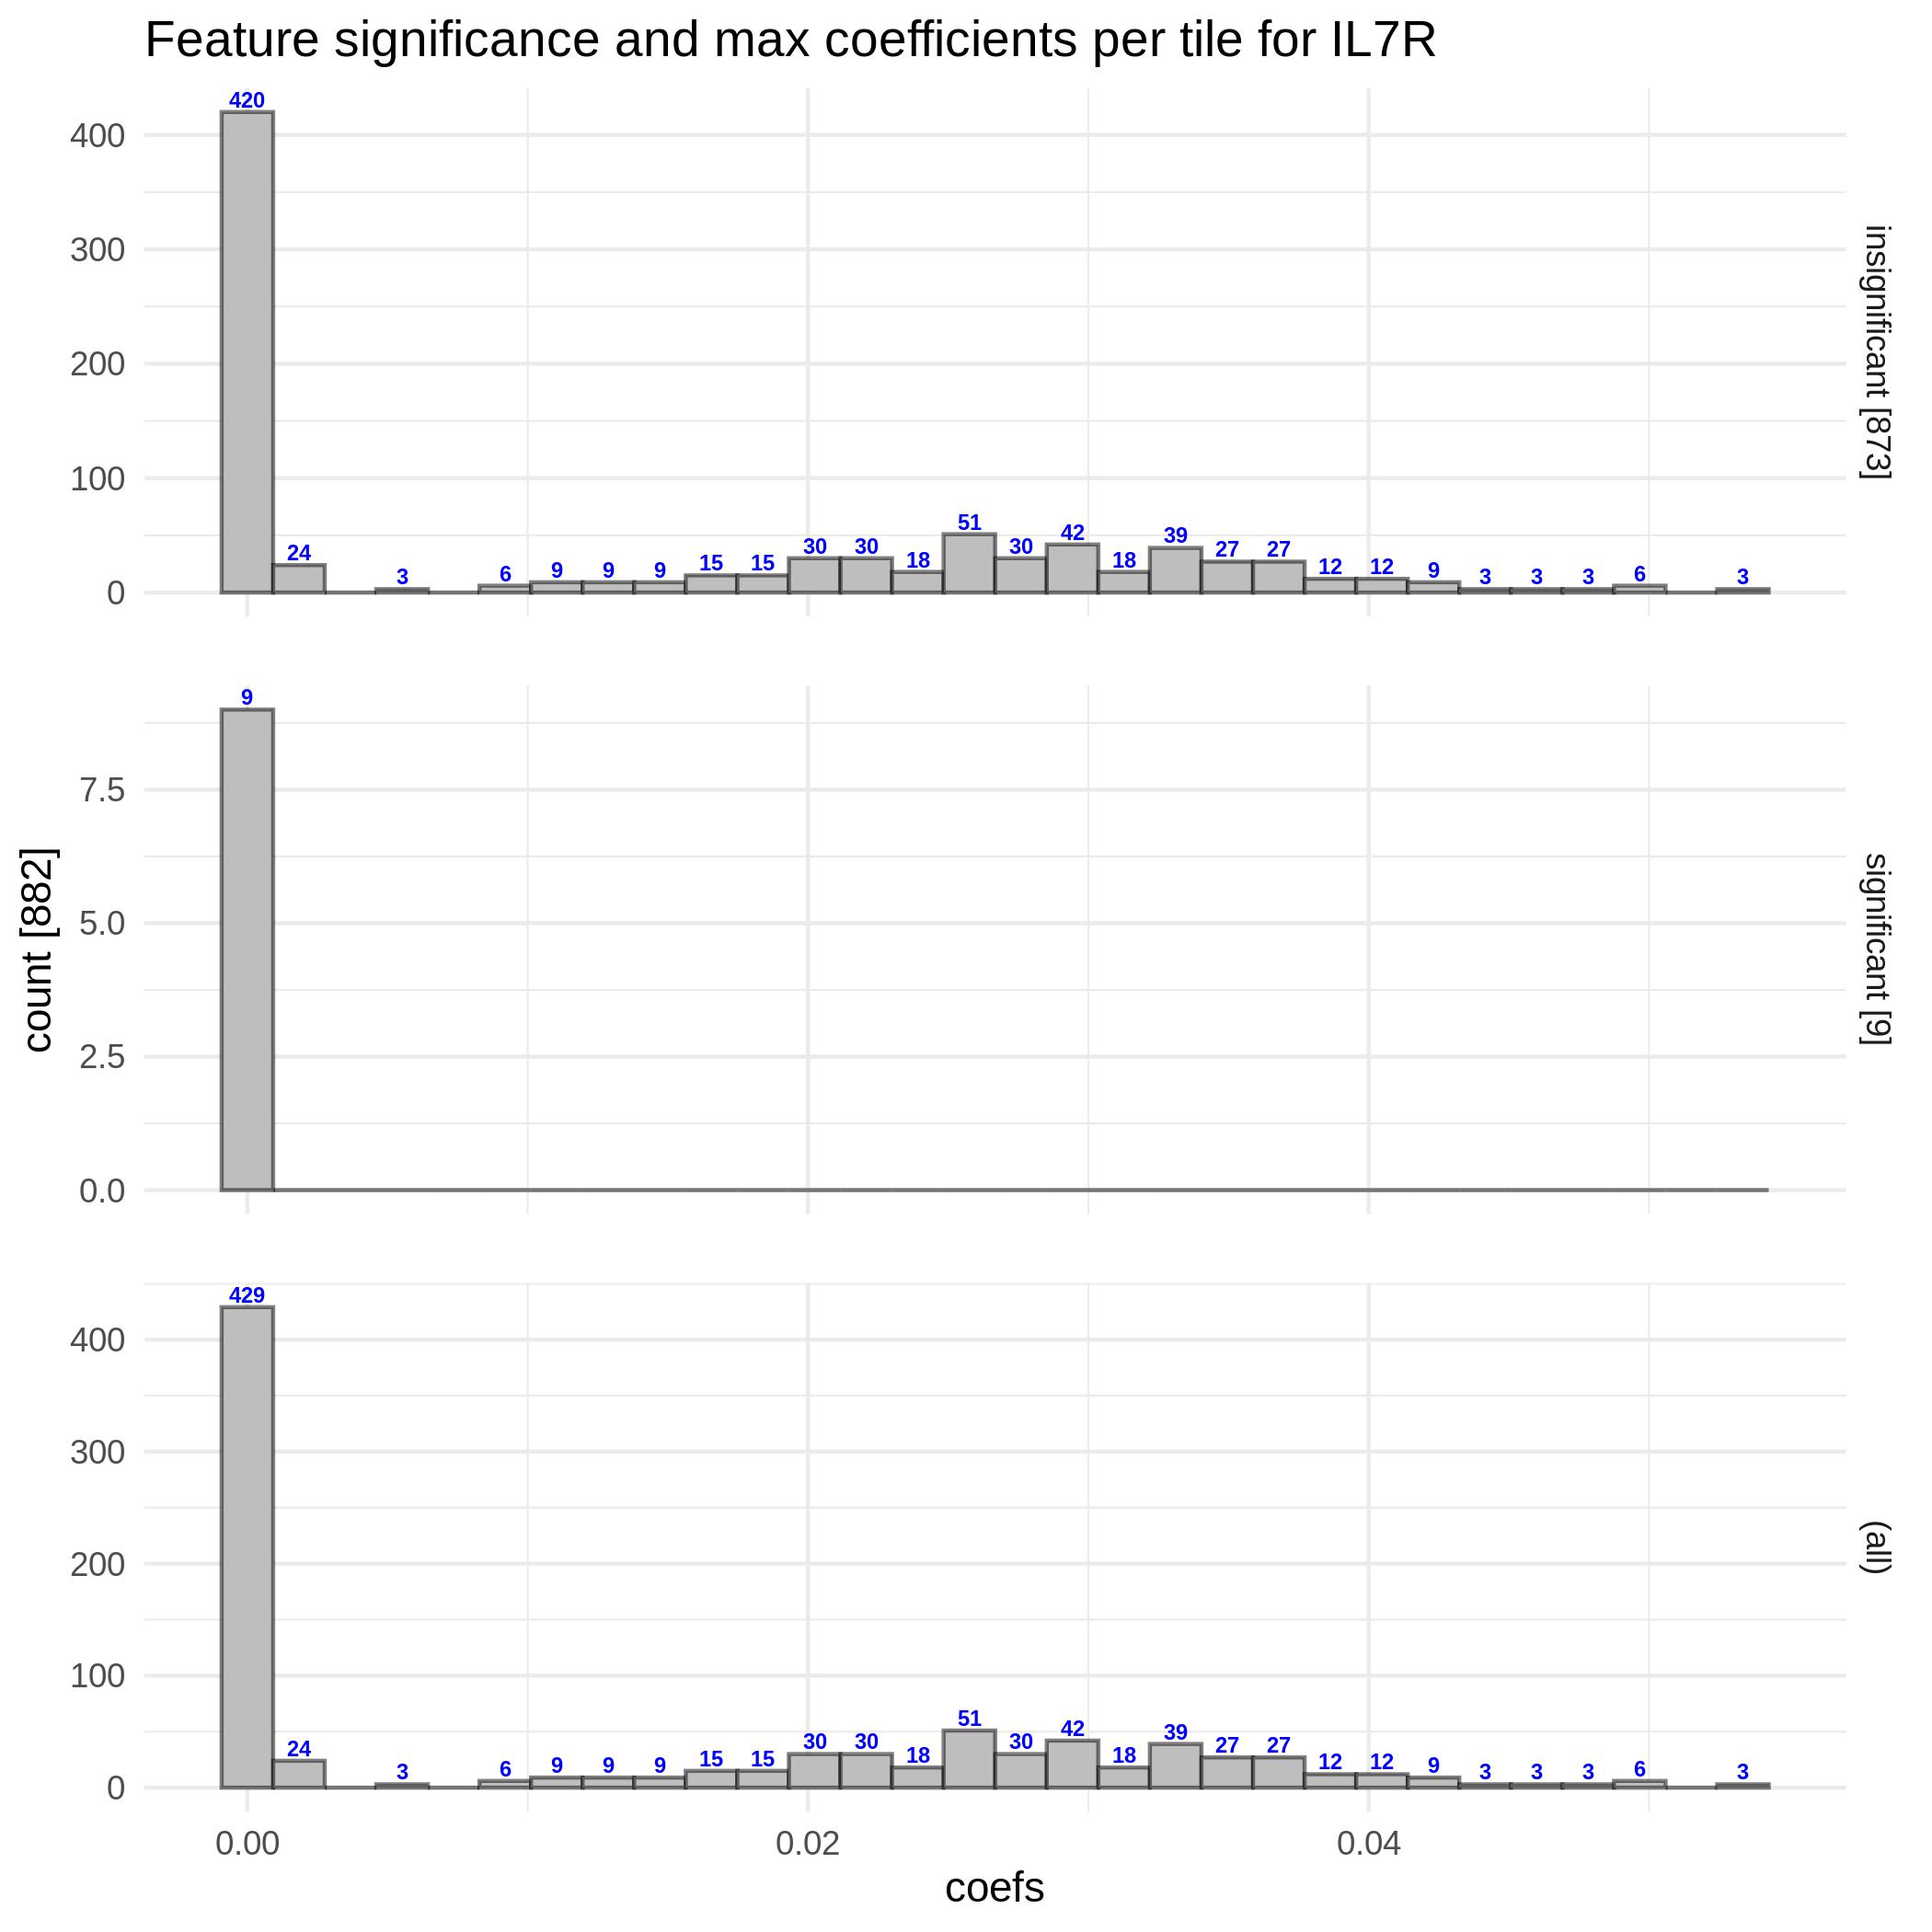 Feature significance and max coefficients per tile for IL7R
420
400
300
200
100
0
24 3 6 9 9 9 15 15 30 30 18 51 30 42 18 39 27 27 12 12 9 3 3 3 6 3
insignificant [873]
9
7.5
5.0
2.5
0.0
significant [9]
count [882]
429
400
300
200
100
0
24 3 6 9 9 9 15 15 30 30 18 51 30 42 18 39 27 27 12 12 9 3 3 3 6 3
(all)
0.00 0.02 0.04
coefs